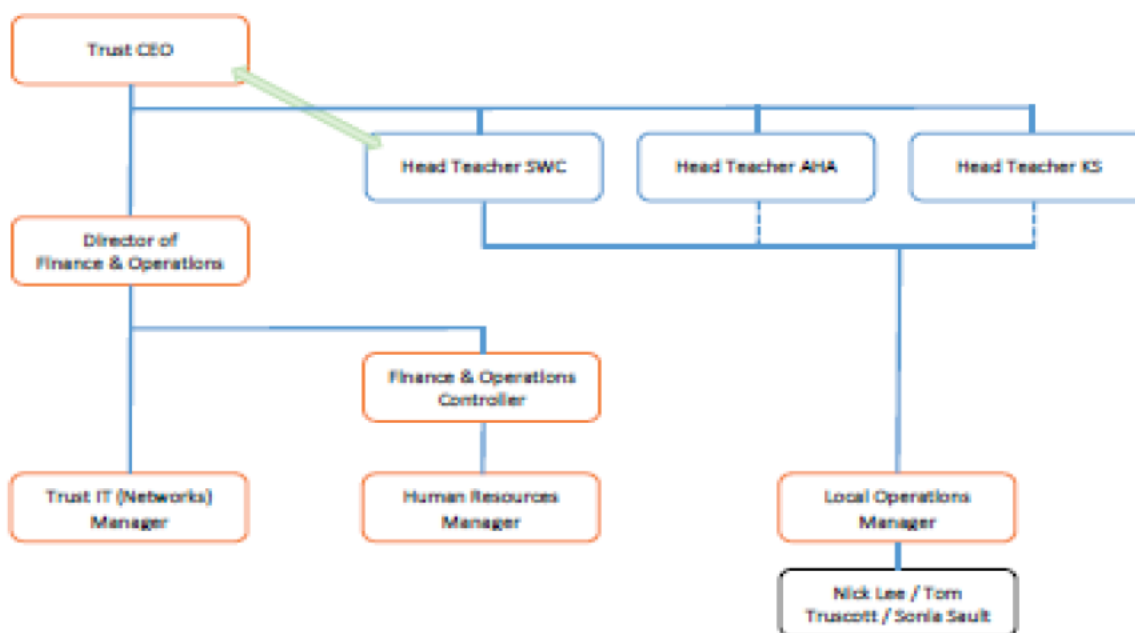 Trust CEO
Head Teacher SWC
Head Teacher AHA
Head Teacher KS
Director of
Finance & Operations
Finance & Operations
Controller
Trust IT (Networks)
Manager
Human Resources
Manager
Local Operations
Manager
Nick Lee / Tom
Truscott / Sonia Sault